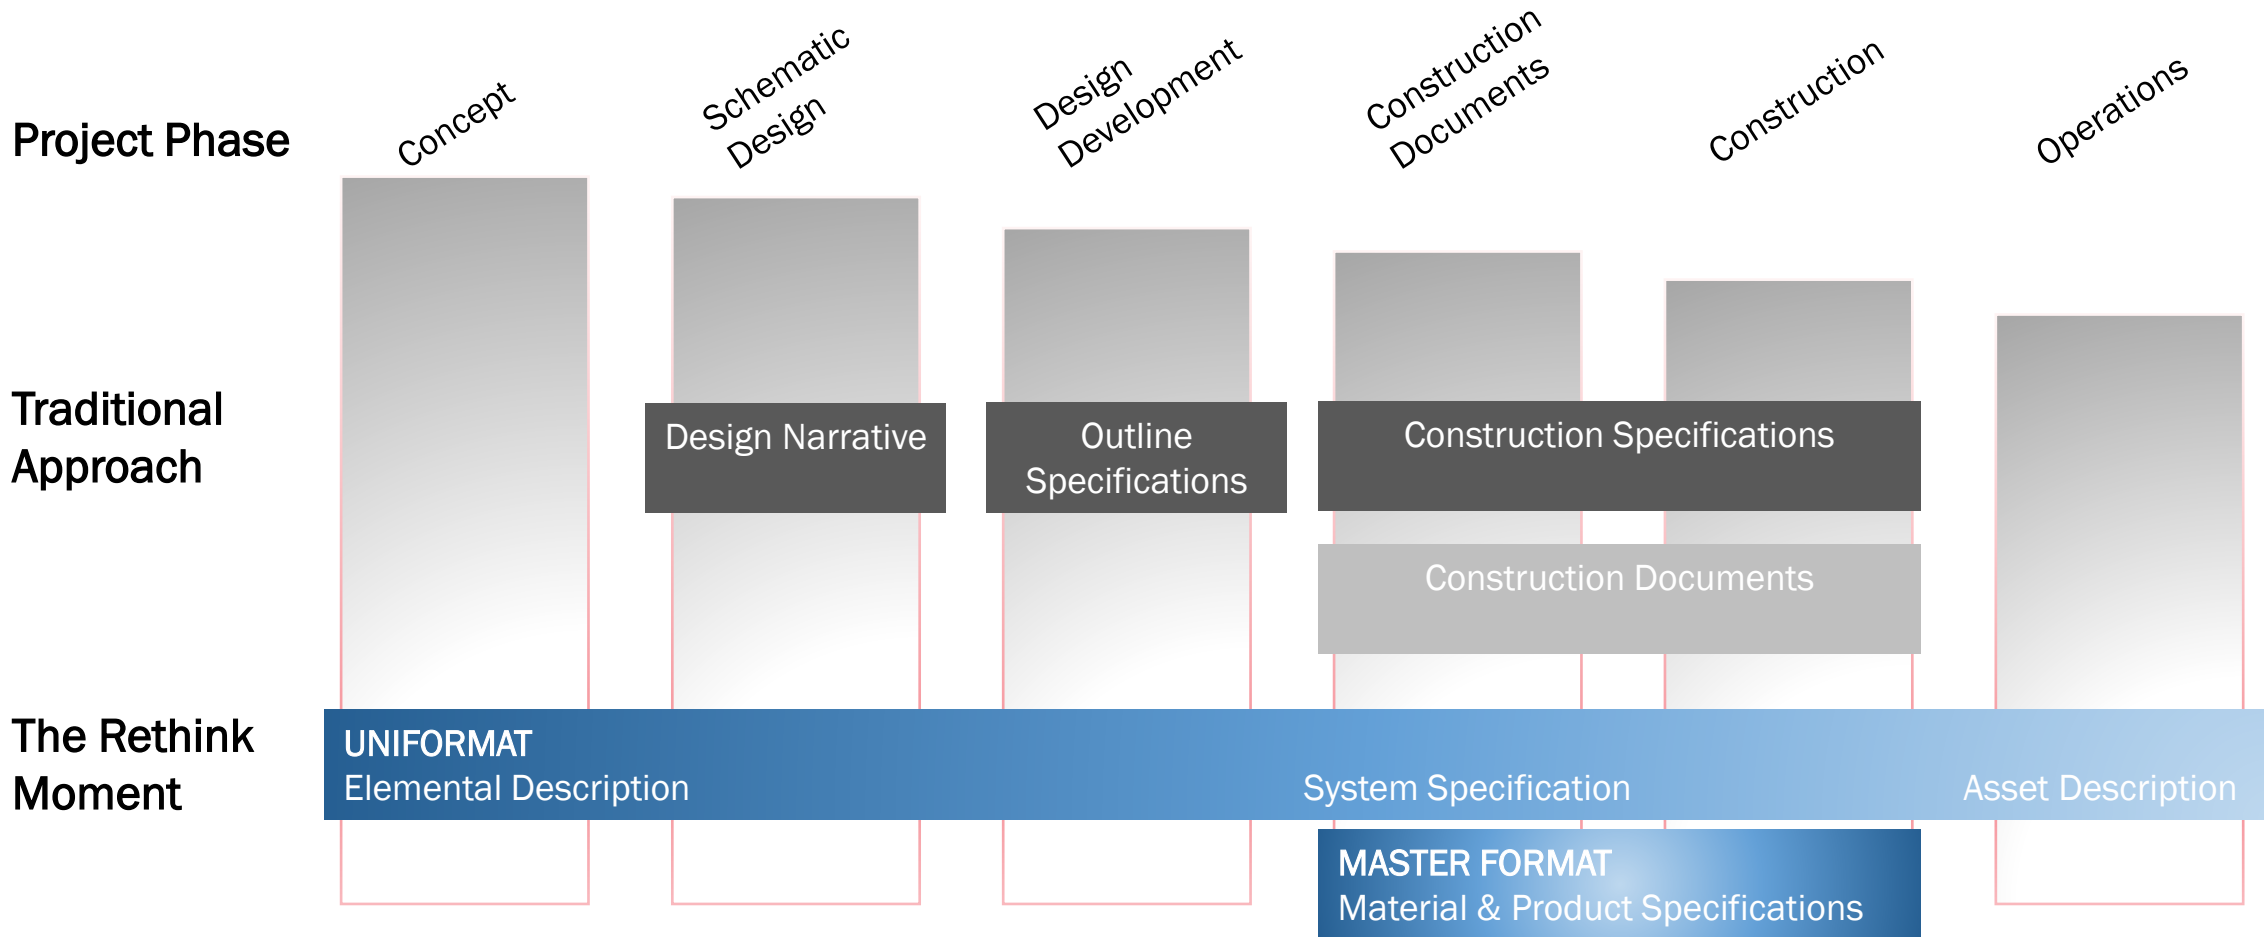 Project Phase
Concept
Schematic
Design
Design
Development
Construction
Documents
Construction
Operations
Traditional
Approach
Design Narrative
Outline
Specifications
Construction Specifications
Construction Documents
The Rethink
Moment
UNIFORMAT
Elemental Description
System Specification
Asset Description
MASTER FORMAT
Material & Product Specifications